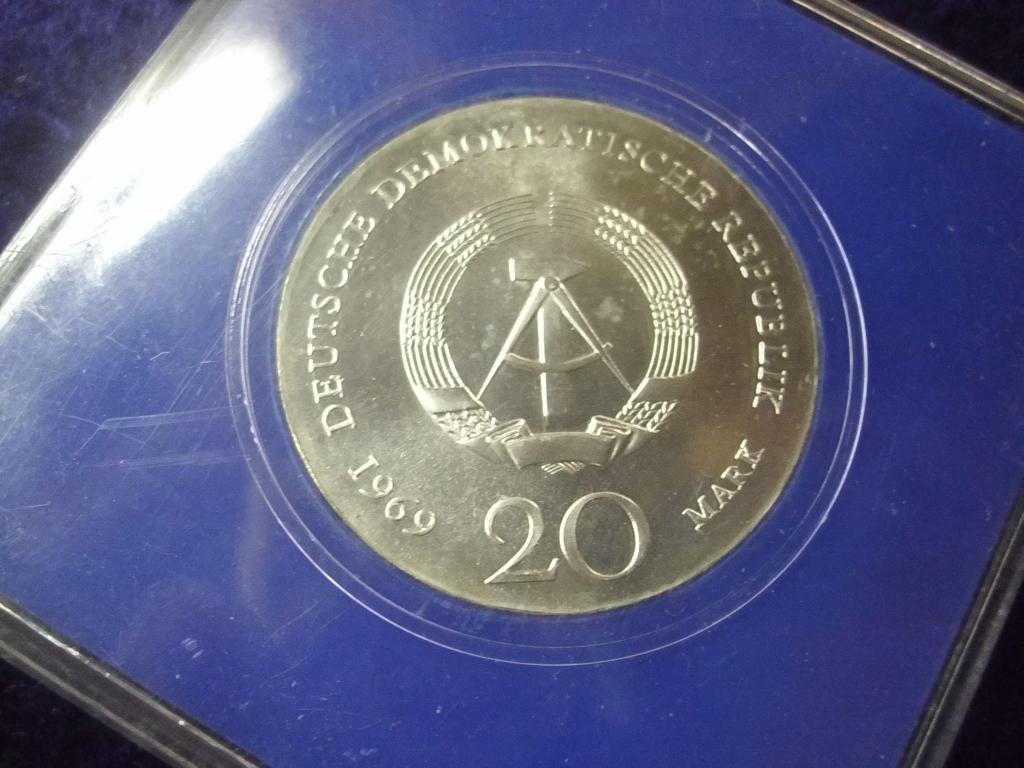 DEUTSCHE DEMOKRATISCHE REPUBLIK
1969
20
MARK